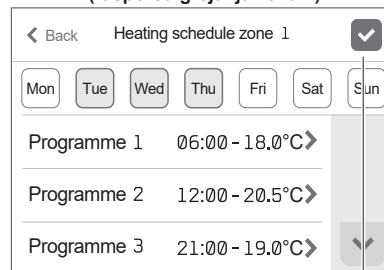 Back Heating schedule zone 1
Mon Tue Wed Thu Fri Sat Sun
Programme 1 06:00 - 18.0°C
Programme 2 12:00 - 20.5°C
Programme 3 21:00 - 19.0°C